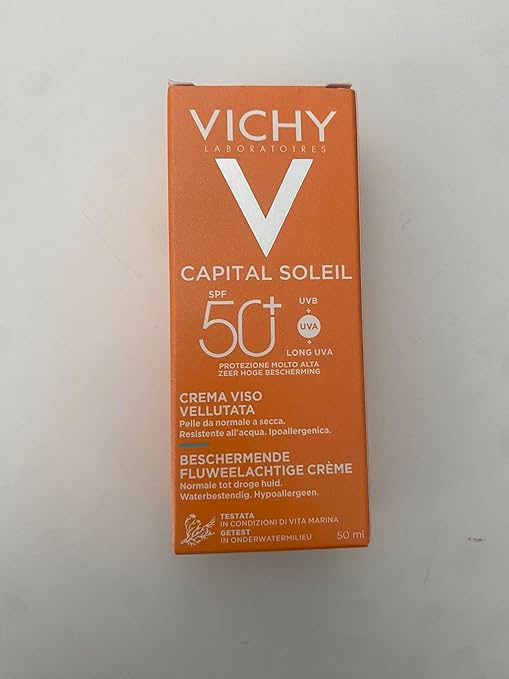 VICHY
LABORATOIRES
V
CAPITAL SOLEIL
SPF
50+
UVB
+
UVA
+
LONG UVA
PROTEZIONE MOLTO ALTA
ZEER HOGE BESCHERMING
CREMA VISO
VELLUTATA
Pelle da normale a secca.
Resistente all'acqua. Ipoallergenica.
BESCHERMENDE
FLUWEELACHTIGE CRÈME
Normale tot droge huid.
Waterbestendig. Hypoallergeen.
TESTATA
IN CONDIZIONI DI VITA MARINA
GETEST
IN ONDERWATERMILIEU
50 ml